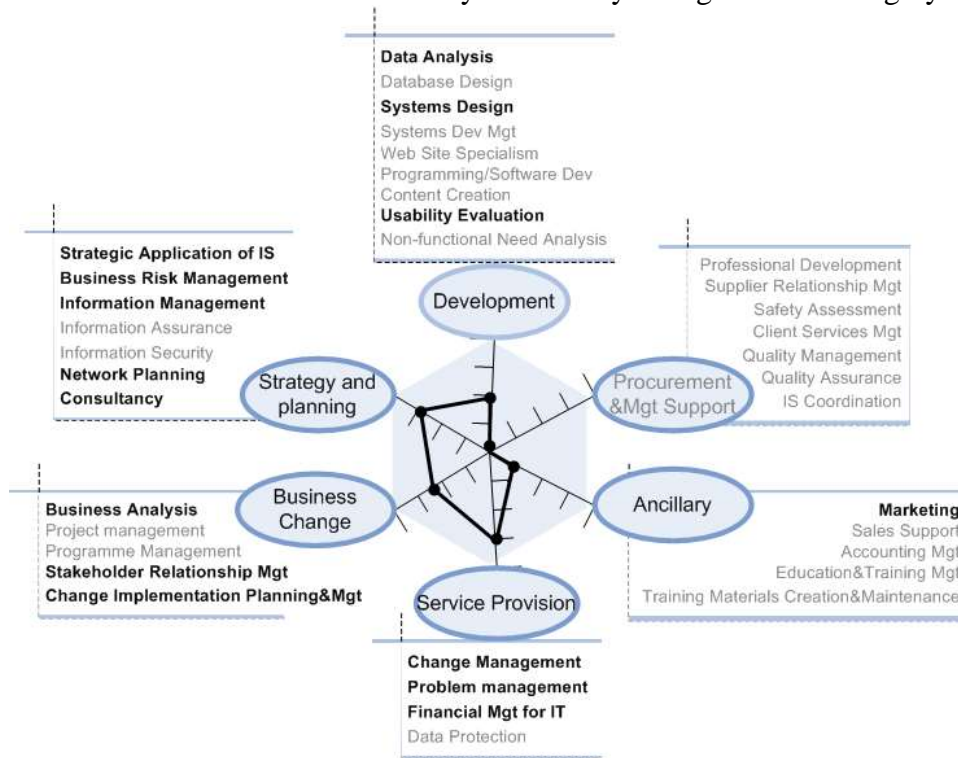 Data Analysis
Database Design
Systems Design
Systems Dev Mgt
Web Site Specialism
Programming/Software Dev
Content Creation
Usability Evaluation
Non-functional Need Analysis
Strategic Application of IS
Business Risk Management
Information Management
Information Assurance
Information Security
Network Planning
Consultancy
Professional Development
Supplier Relationship Mgt
Safety Assessment
Client Services Mgt
Quality Management
Quality Assurance
IS Coordination
Development
Strategy and
planning
Procurement
&Mgt Support
Business
Change
Ancillary
Service Provision
Business Analysis
Project management
Programme Management
Stakeholder Relationship Mgt
Change Implementation Planning&Mgt
Marketing
Sales Support
Accounting Mgt
Education&Training Mgt
Training Materials Creation&Maintenance
Change Management
Problem management
Financial Mgt for IT
Data Protection